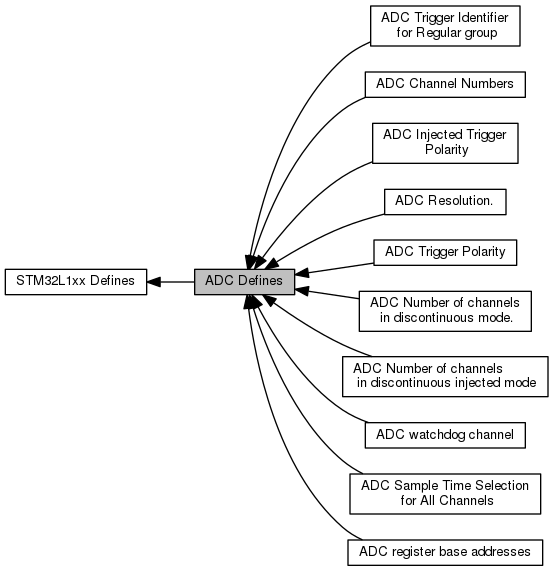 ADC Trigger Identifier
for Regular group
ADC Channel Numbers
ADC Injected Trigger
Polarity
ADC Resolution.
ADC Trigger Polarity
STM32L1xx Defines
ADC Defines
ADC Number of channels
in discontinuous mode.
ADC Number of channels
in discontinuous injected mode
ADC watchdog channel
ADC Sample Time Selection
for All Channels
ADC register base addresses